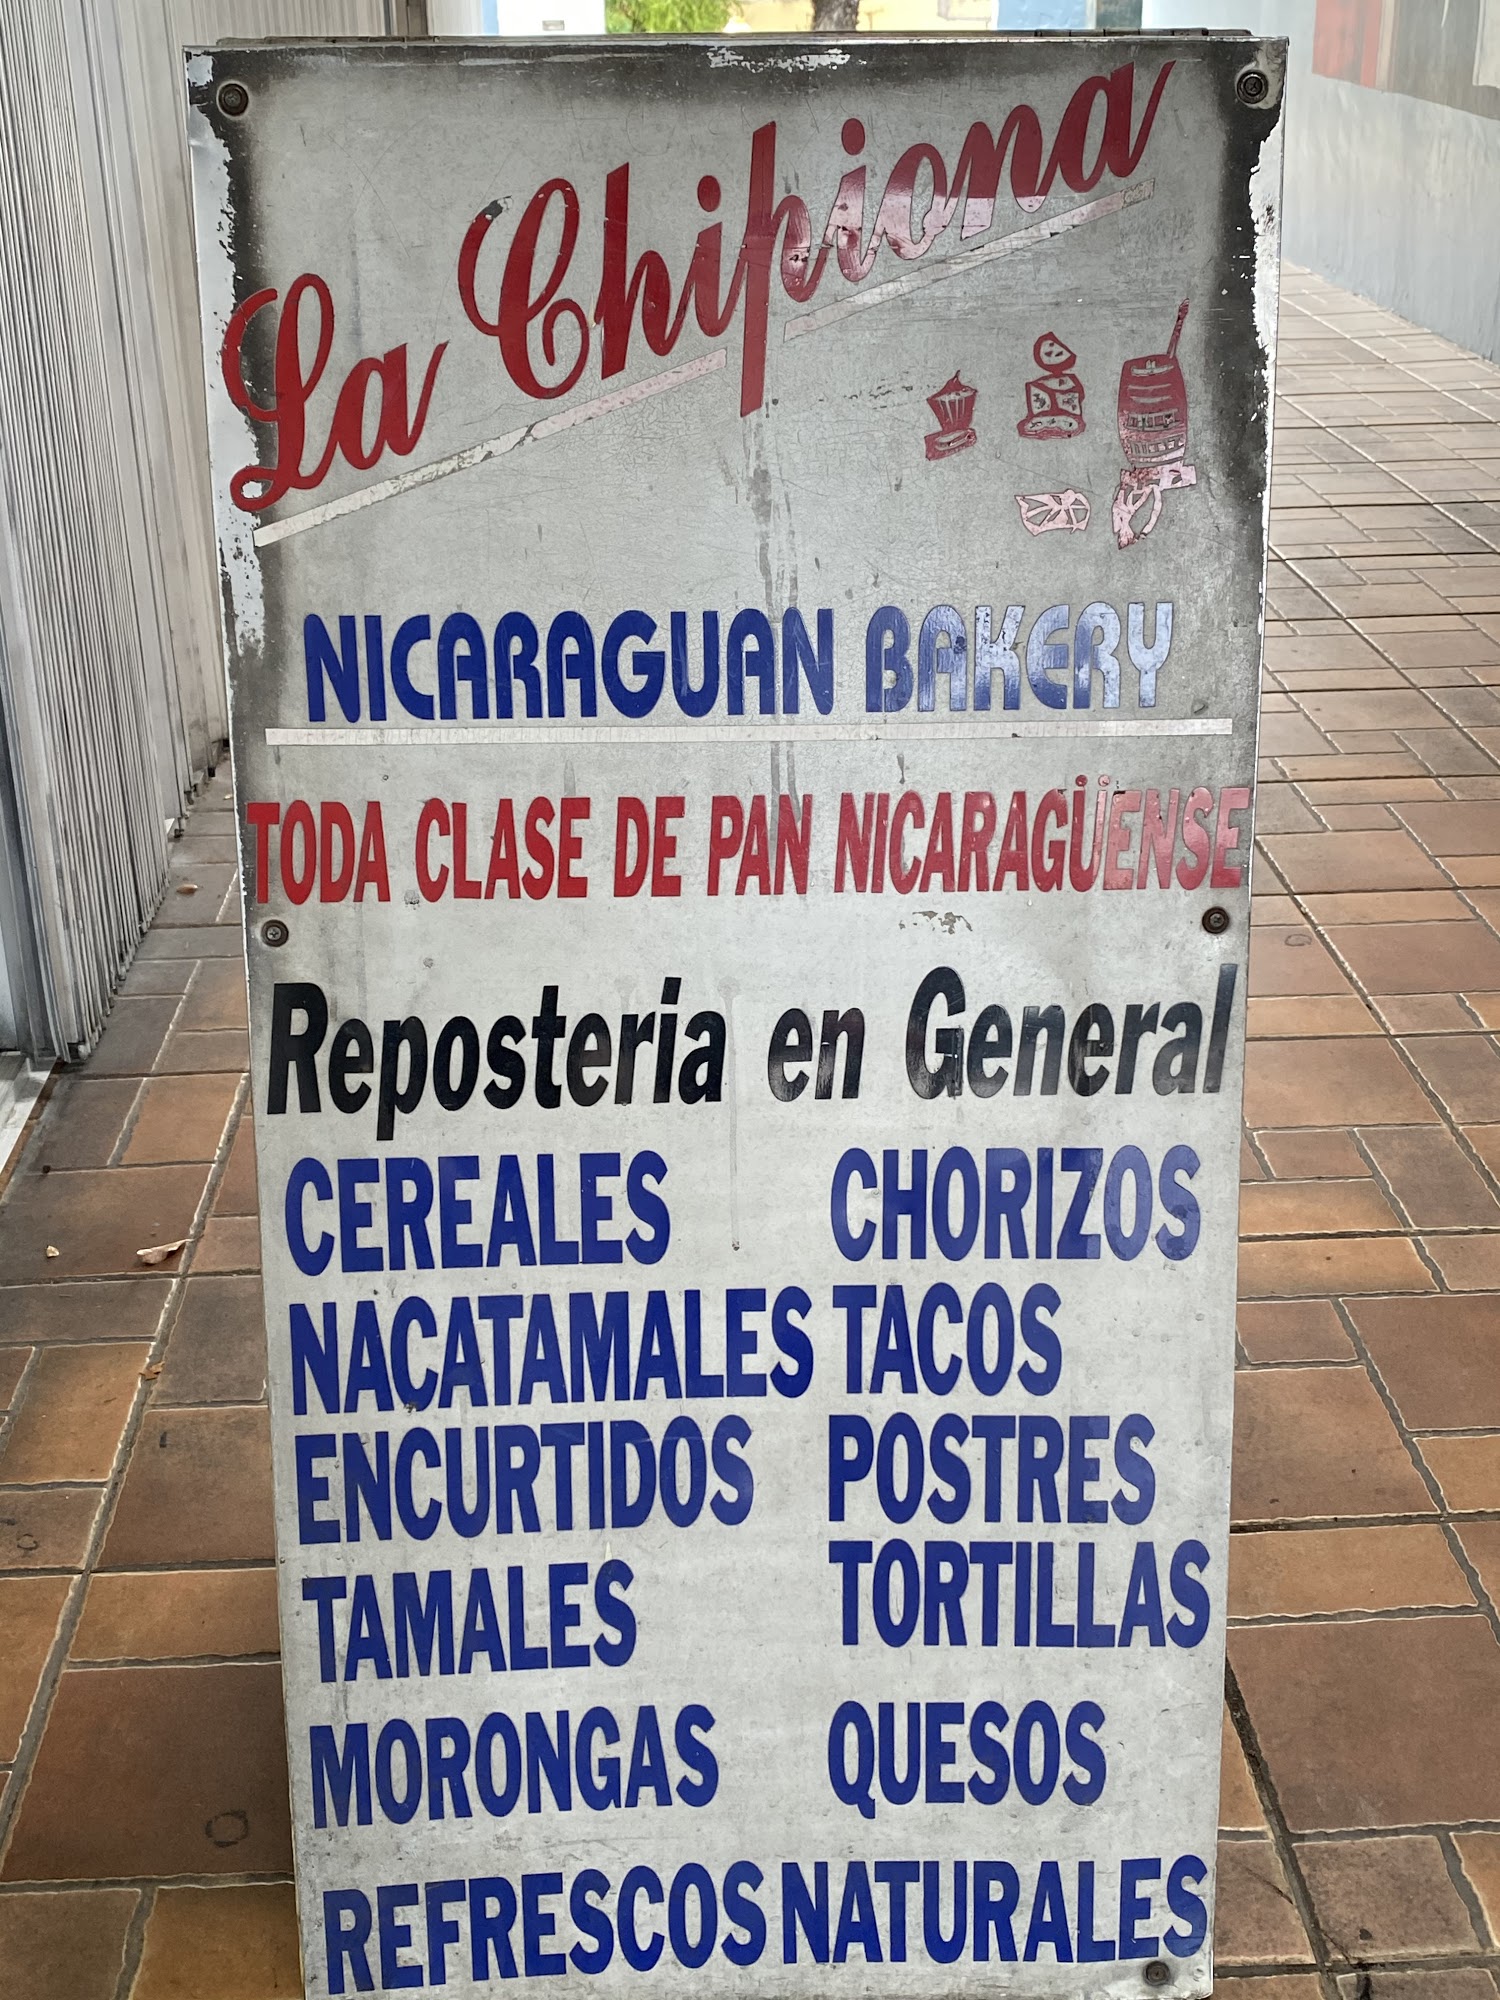 La Chipiona
NICARAGUAN BAKERY
TODA CLASE DE PAN NICARAGÜENSE
Reposteria en General
CEREALES CHORIZOS
NACATAMALES TACOS
ENCURTIDOS POSTRES
TAMALES TORTILLAS
MORONGAS QUESOS
REFRESCOS NATURALES